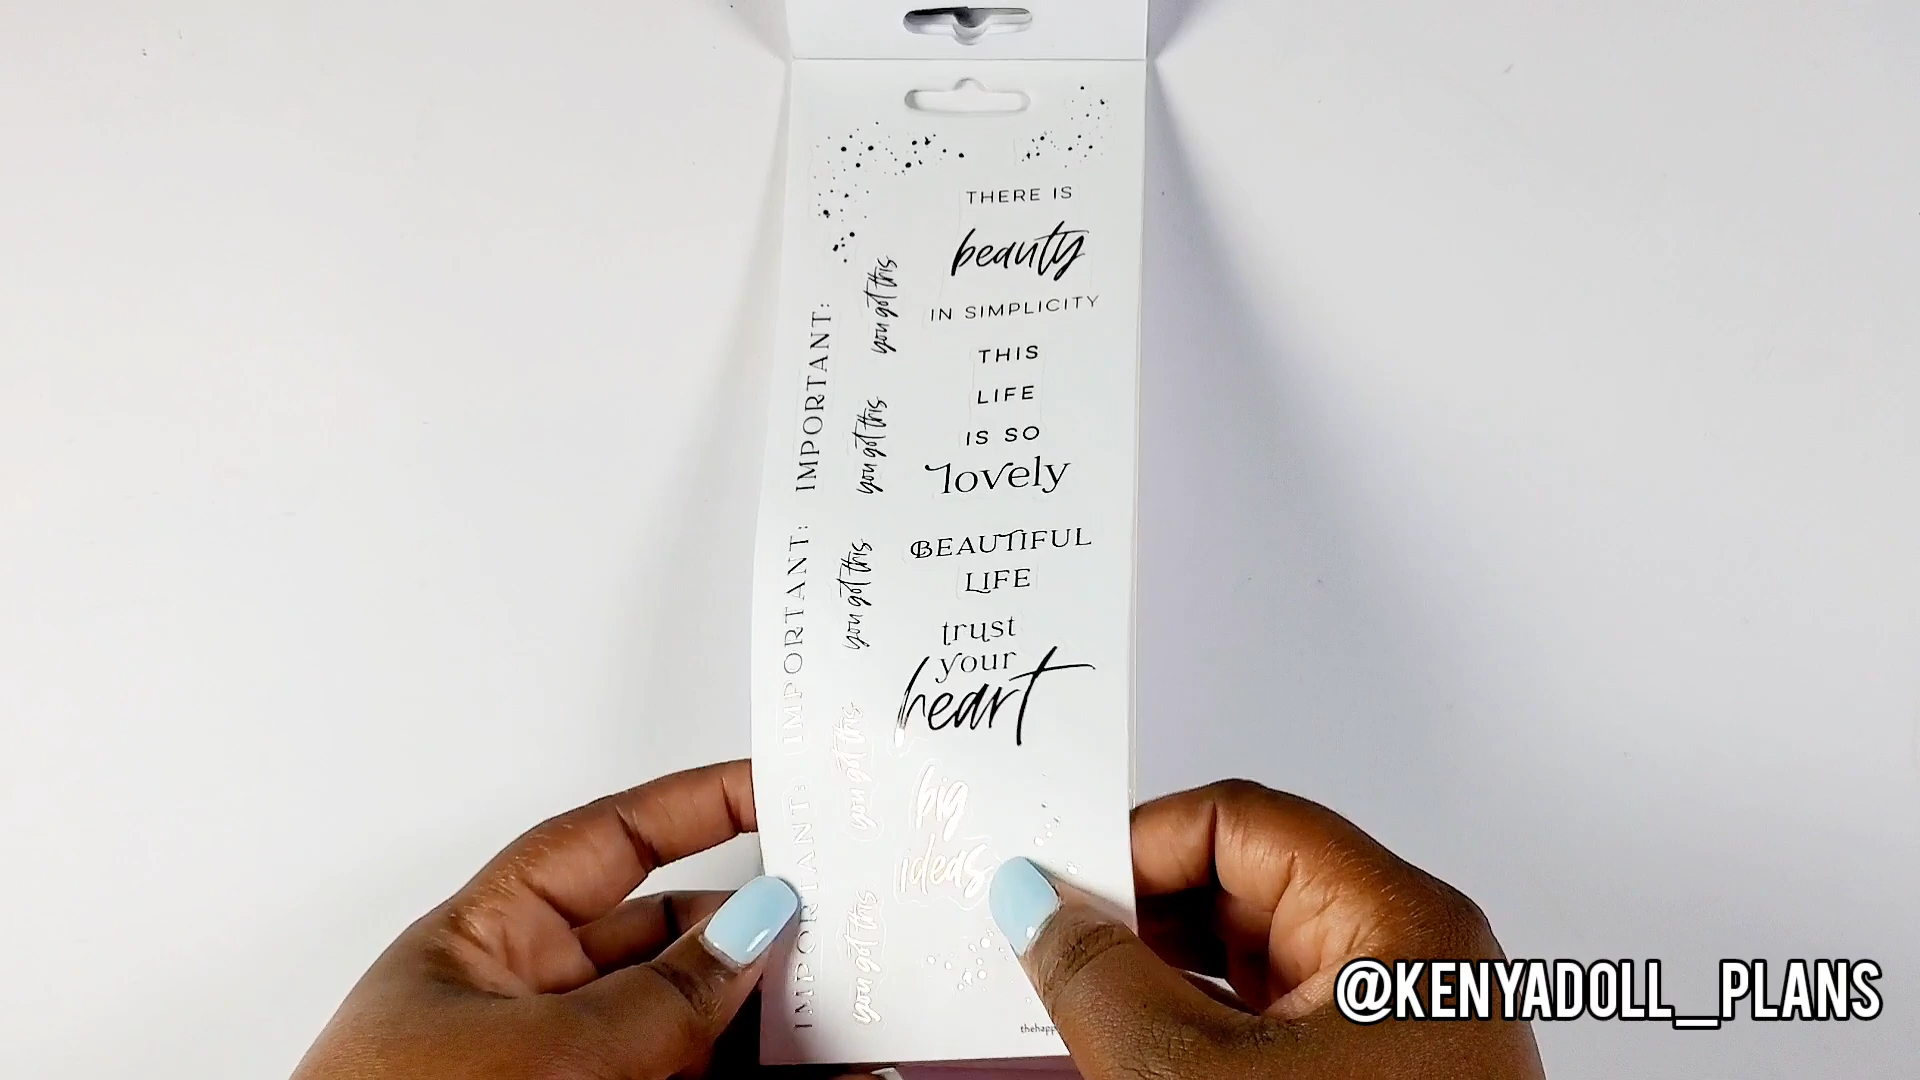 THERE IS
beauty
IN SIMPLICITY
THIS
LIFE
IS SO
lovely
BEAUTIFUL
LIFE
trust
your
heart
big
ideas
IMPORTANT:
IMPORTANT:
IMPORTANT:
you got this
you got this
you got this
you got this
you got this
thehapp
@KENYADOLL_PLANS